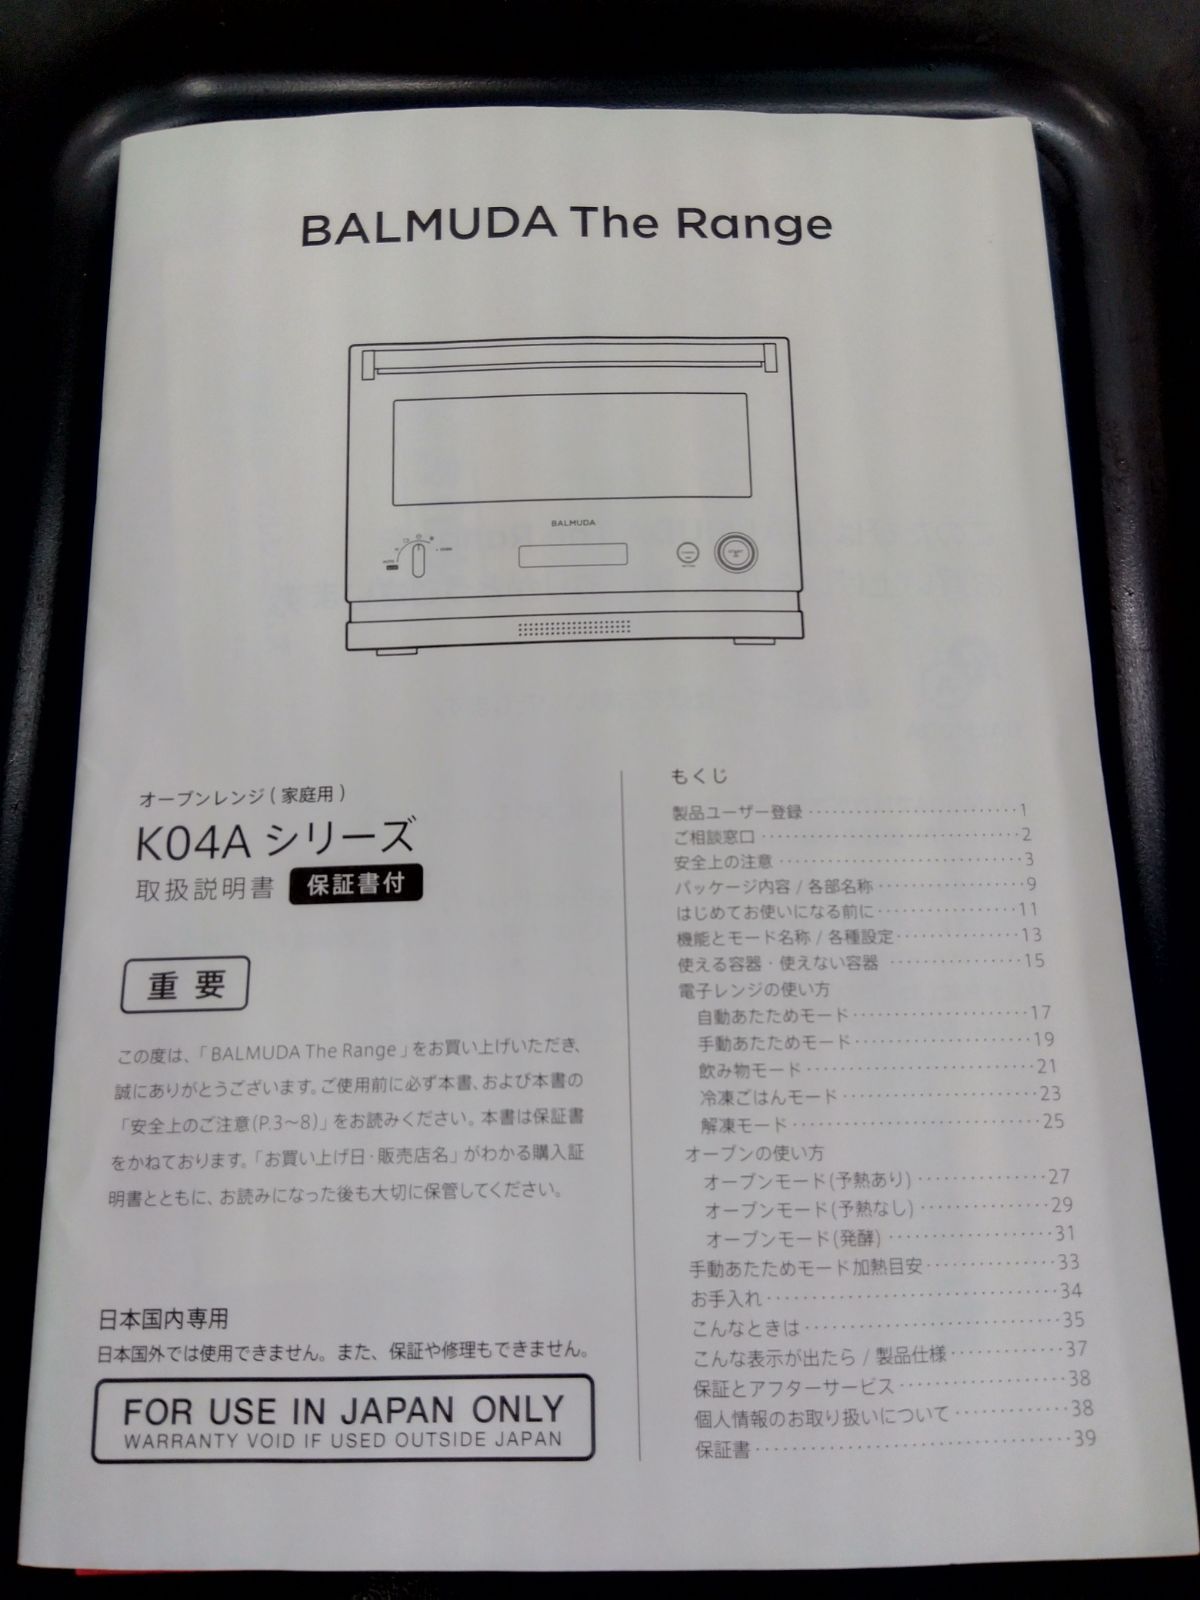 BALMUDA The Range
BALMUDA
オーブンレンジ(家庭用)
K04A シリーズ
取扱説明書 保証書付
重要
この度は、「BALMUDA The Range」をお買い上げいただき、
誠にありがとうございます。ご使用前に必ず本書、および本書の
「安全上のご注意(P.3〜8)」をお読みください。本書は保証書
をかねております。「お買い上げ日・販売店名」がわかる購入証
明書とともに、お読みになった後も大切に保管してください。
日本国内専用
日本国外では使用できません。また、保証や修理もできません。
FOR USE IN JAPAN ONLY
WARRANTY VOID IF USED OUTSIDE JAPAN
もくじ
製品ユーザー登録 1
ご相談窓口 2
安全上の注意 3
パッケージ内容 / 各部名称 9
はじめてお使いになる前に 11
機能とモード名称 / 各種設定 13
使える容器・使えない容器 15
電子レンジの使い方
自動あたためモード 17
手動あたためモード 19
飲み物モード 21
冷凍ごはんモード 23
解凍モード 25
オーブンの使い方
オーブンモード(予熱あり) 27
オーブンモード(予熱なし) 29
オーブンモード(発酵) 31
手動あたためモード加熱目安 33
お手入れ 34
こんなときは 35
こんな表示が出たら / 製品仕様 37
保証とアフターサービス 38
個人情報のお取り扱いについて 38
保証書 39